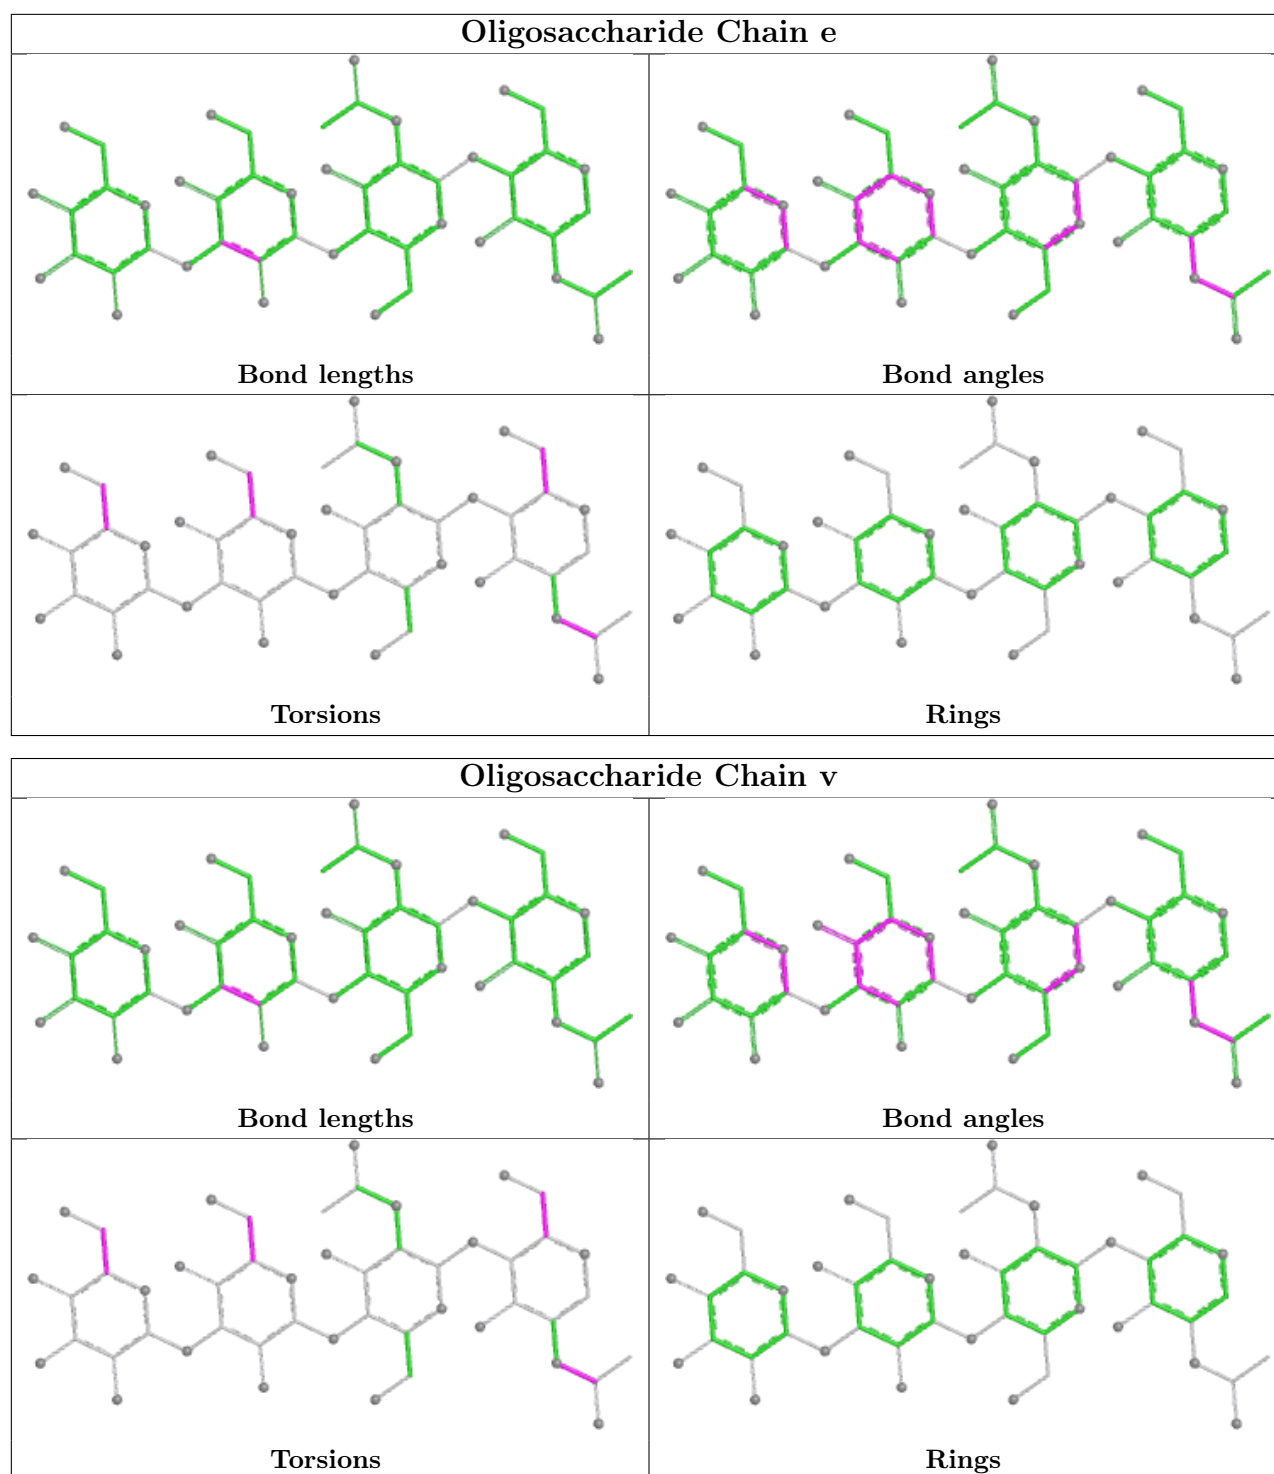 Oligosaccharide Chain e
Bond lengths
Bond angles
Torsions
Rings
Oligosaccharide Chain v
Bond lengths
Bond angles
Torsions
Rings